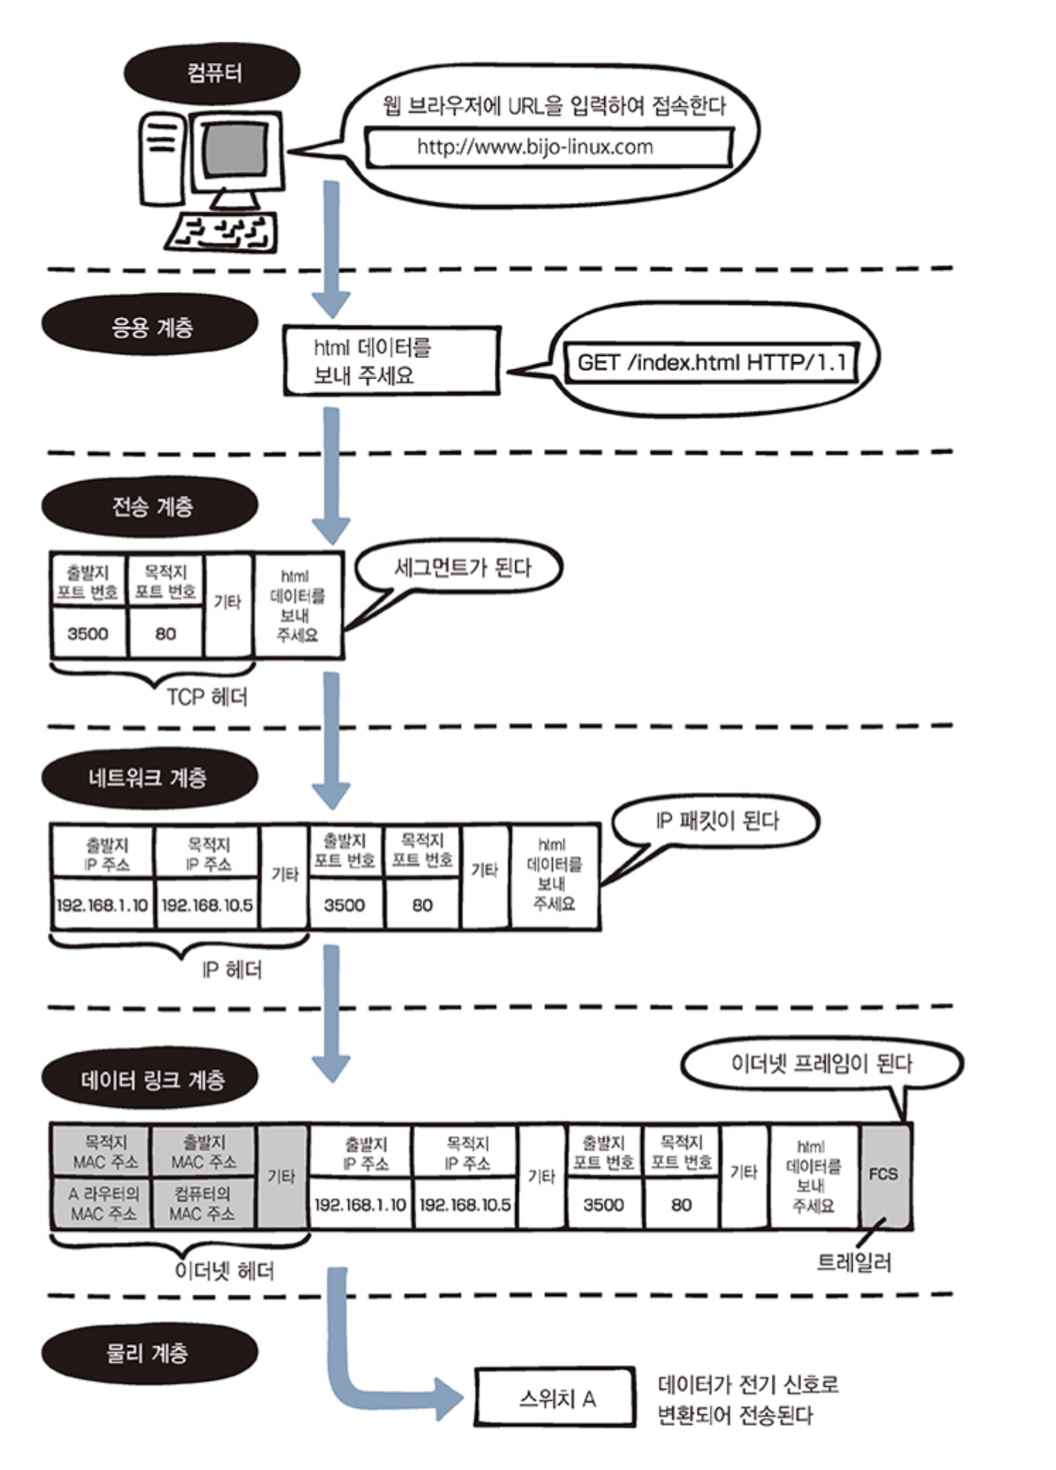 컴퓨터
웹 브라우저에 URL을 입력하여 접속한다
http://www.bijo-linux.com
응용 계층
html 데이터를
보내 주세요
GET /index.html HTTP/1.1
전송 계층
세그먼트가 된다
출발지
포트 번호
목적지
포트 번호
기타
html
데이터를
보내
주세요
3500
80
TCP 헤더
네트워크 계층
IP 패킷이 된다
출발지
IP 주소
목적지
IP 주소
기타
출발지
포트 번호
목적지
포트 번호
기타
html
데이터를
보내
주세요
192.168.1.10
192.168.10.5
3500
80
IP 헤더
데이터 링크 계층
이더넷 프레임이 된다
목적지
MAC 주소
출발지
MAC 주소
기타
출발지
IP 주소
목적지
IP 주소
기타
출발지
포트 번호
목적지
포트 번호
기타
html
데이터를
보내
주세요
FCS
A 라우터의
MAC 주소
컴퓨터의
MAC 주소
192.168.1.10
192.168.10.5
3500
80
이더넷 헤더
트레일러
물리 계층
스위치 A
데이터가 전기 신호로
변환되어 전송된다